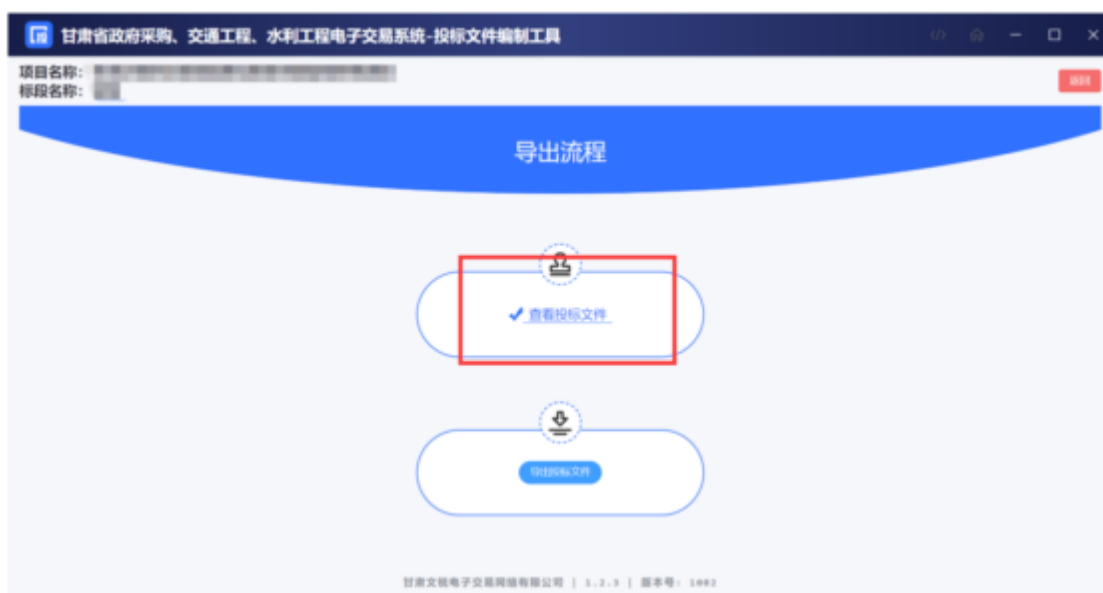 甘肃省政府采购、交通工程、水利工程电子交易系统-投标文件编制工具
项目名称：
标段名称：
返回
导出流程
查看投标文件
导出投标文件
甘肃文锐电子交易网络有限公司 | 1.2.3 | 版本号: 1002